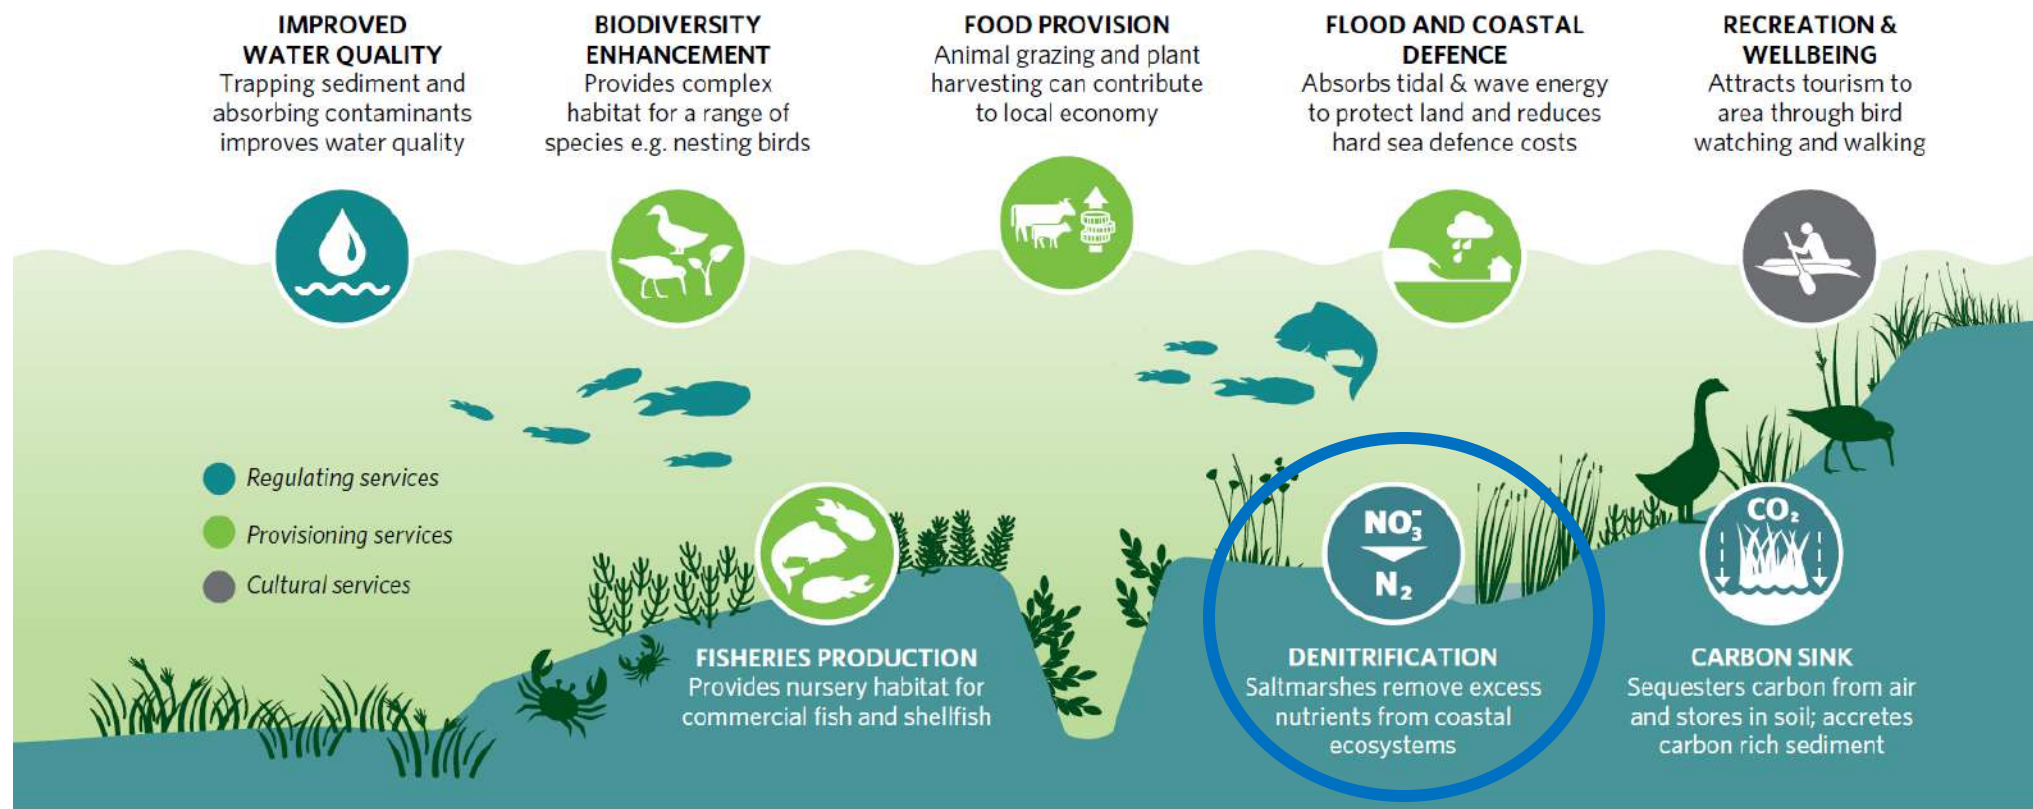 IMPROVED
WATER QUALITY
Trapping sediment and
absorbing contaminants
improves water quality
BIODIVERSITY
ENHANCEMENT
Provides complex
habitat for a range of
species e.g. nesting birds
FOOD PROVISION
Animal grazing and plant
harvesting can contribute
to local economy
FLOOD AND COASTAL
DEFENCE
Absorbs tidal & wave energy
to protect land and reduces
hard sea defence costs
RECREATION &
WELLBEING
Attracts tourism to
area through bird
watching and walking
Regulating services
Provisioning services
Cultural services
FISHERIES PRODUCTION
Provides nursery habitat for
commercial fish and shellfish
NO₃⁻
N₂
DENITRIFICATION
Saltmarshes remove excess
nutrients from coastal
ecosystems
CO₂
CARBON SINK
Sequesters carbon from air
and stores in soil; accretes
carbon rich sediment